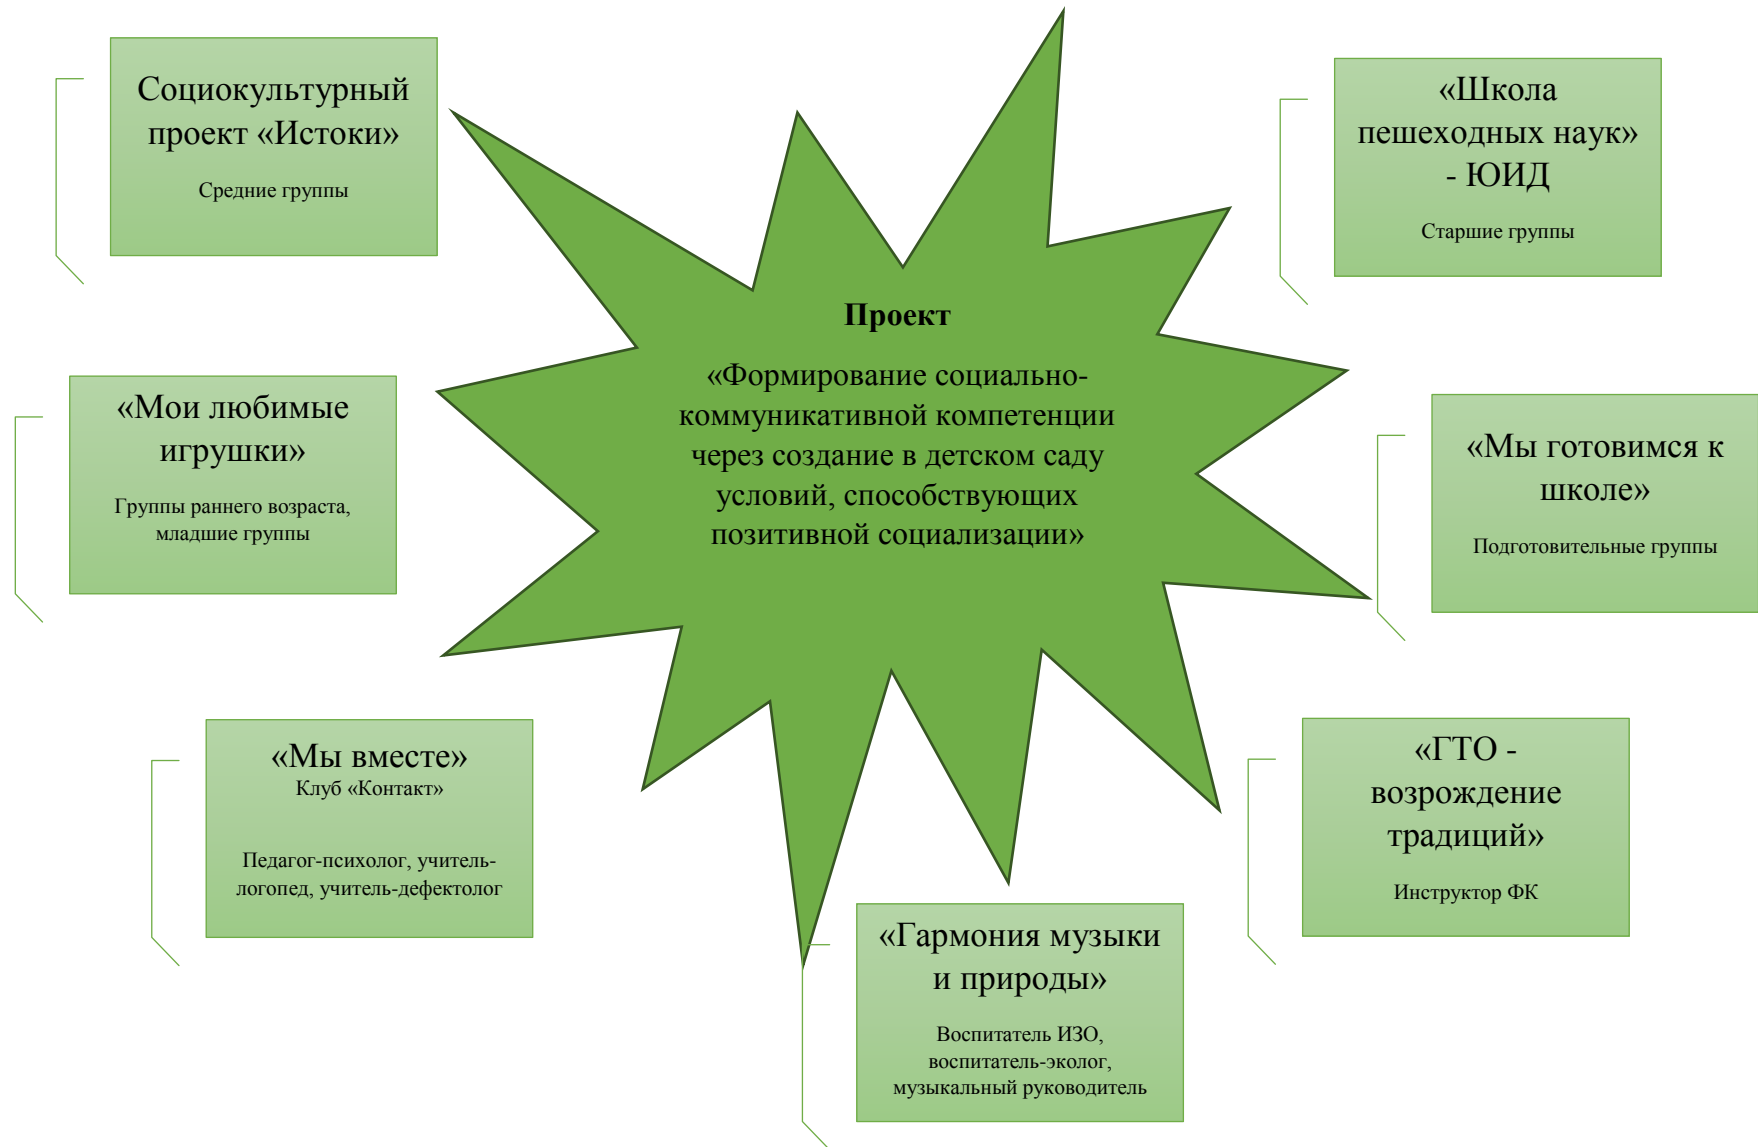 Социокультурный
проект «Истоки»
Средние группы
«Школа
пешеходных наук»
- ЮИД
Старшие группы
Проект
«Формирование социально-
коммуникативной компетенции
через создание в детском саду
условий, способствующих
позитивной социализации»
«Мои любимые
игрушки»
Группы раннего возраста,
младшие группы
«Мы готовимся к
школе»
Подготовительные группы
«Мы вместе»
Клуб «Контакт»
Педагог-психолог, учитель-
логопед, учитель-дефектолог
«ГТО -
возрождение
традиций»
Инструктор ФК
«Гармония музыки
и природы»
Воспитатель ИЗО,
воспитатель-эколог,
музыкальный руководитель